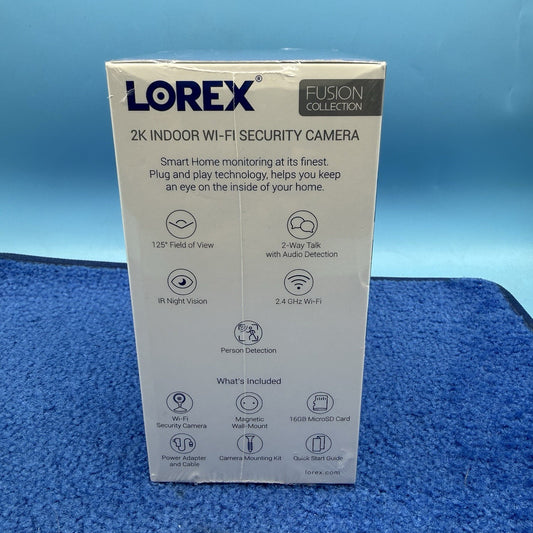 LOREX®
FUSION
COLLECTION
2K INDOOR WI-FI SECURITY CAMERA
Smart Home monitoring at its finest.
Plug and play technology, helps you keep
an eye on the inside of your home.
125° Field of View
2-Way Talk
with Audio Detection
IR Night Vision
2.4 GHz Wi-Fi
Person Detection
What's Included
Wi-Fi
Security Camera
Magnetic
Wall-Mount
16GB MicroSD Card
Power Adapter
and Cable
Camera Mounting Kit
Quick Start Guide
lorex.com